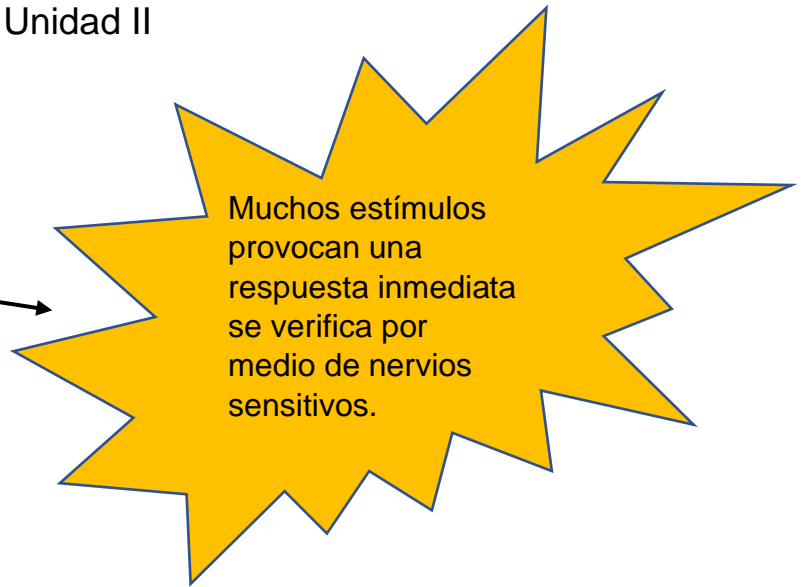 Unidad II
Muchos estímulos
provocan una
respuesta inmediata
se verifica por
medio de nervios
sensitivos.